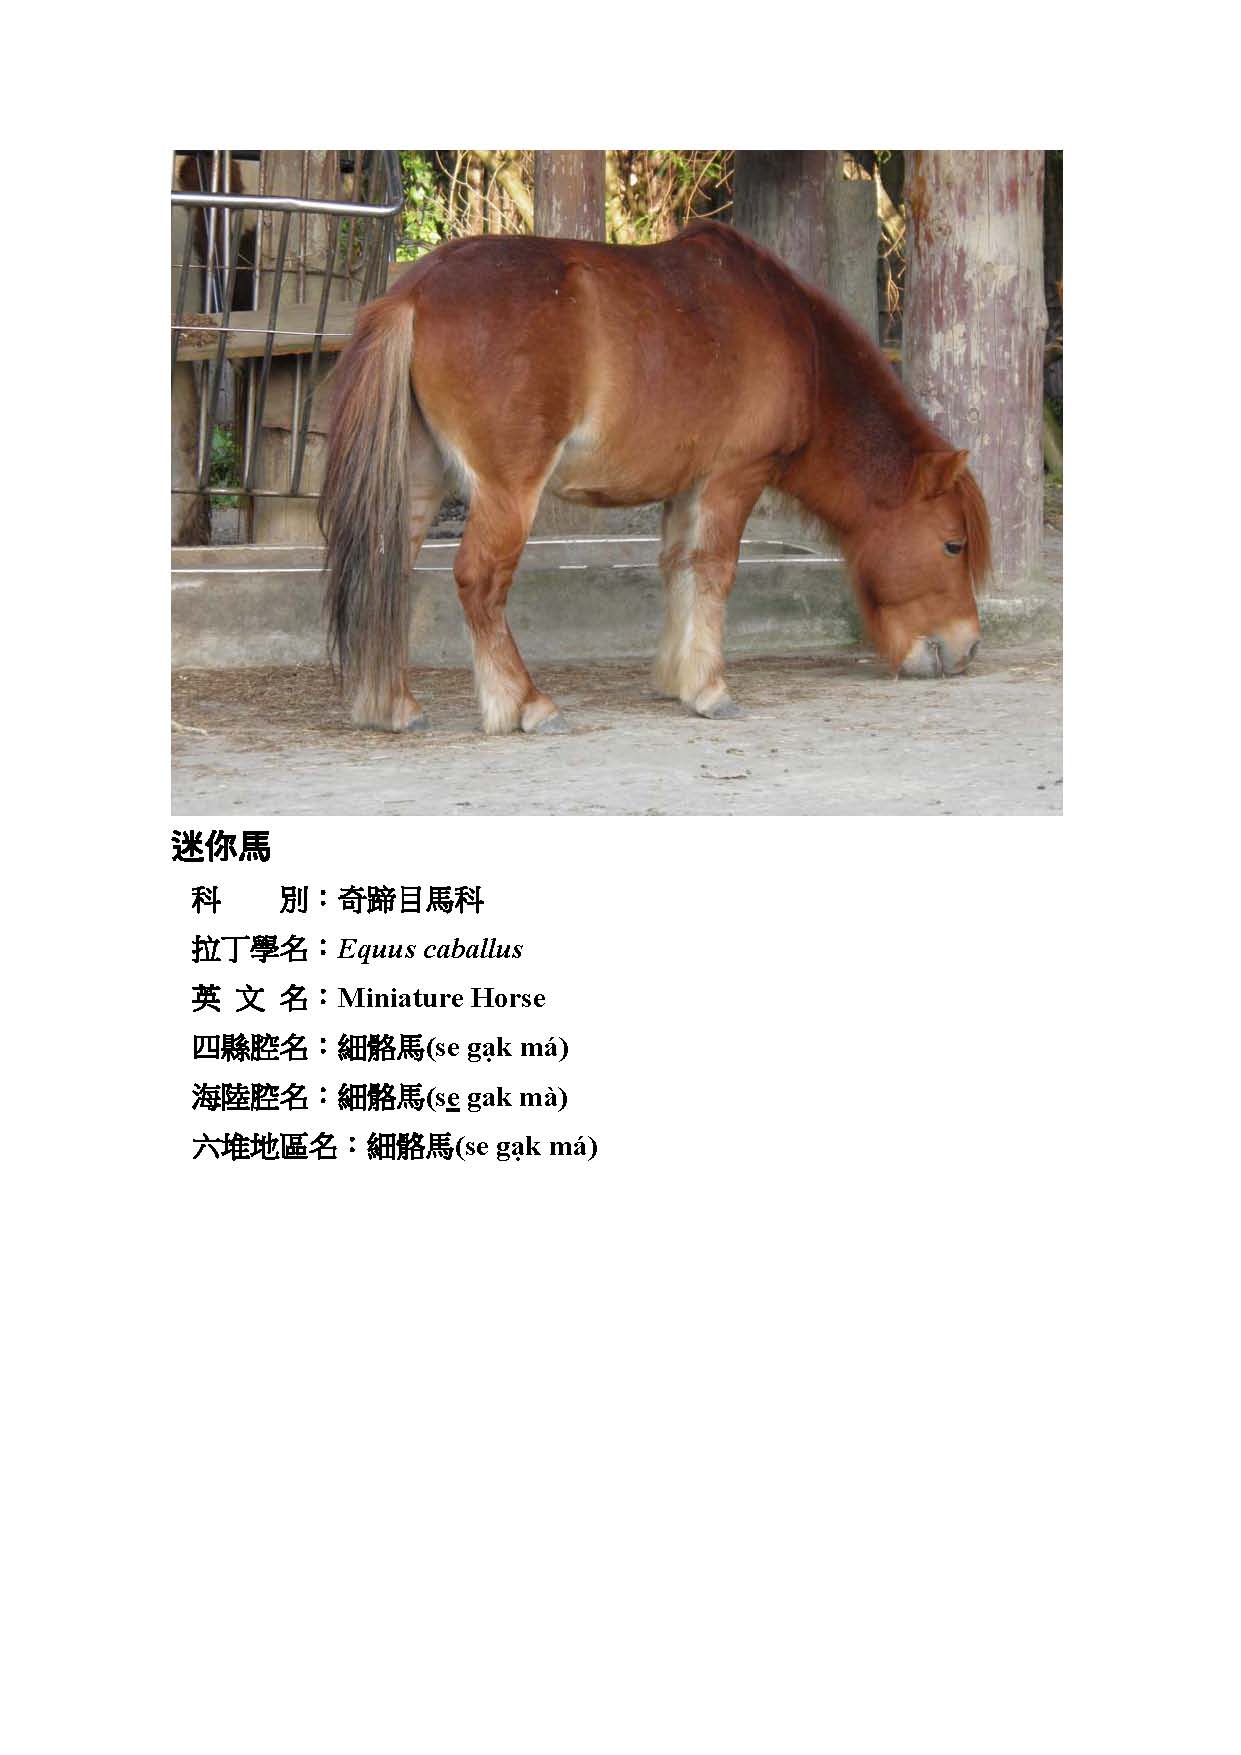 迷你馬
科　　別：奇蹄目馬科
拉丁學名：Equus caballus
英 文 名：Miniature Horse
四縣腔名：細骼馬(se gạk má)
海陸腔名：細骼馬(se̲ gak mà)
六堆地區名：細骼馬(se gạk má)